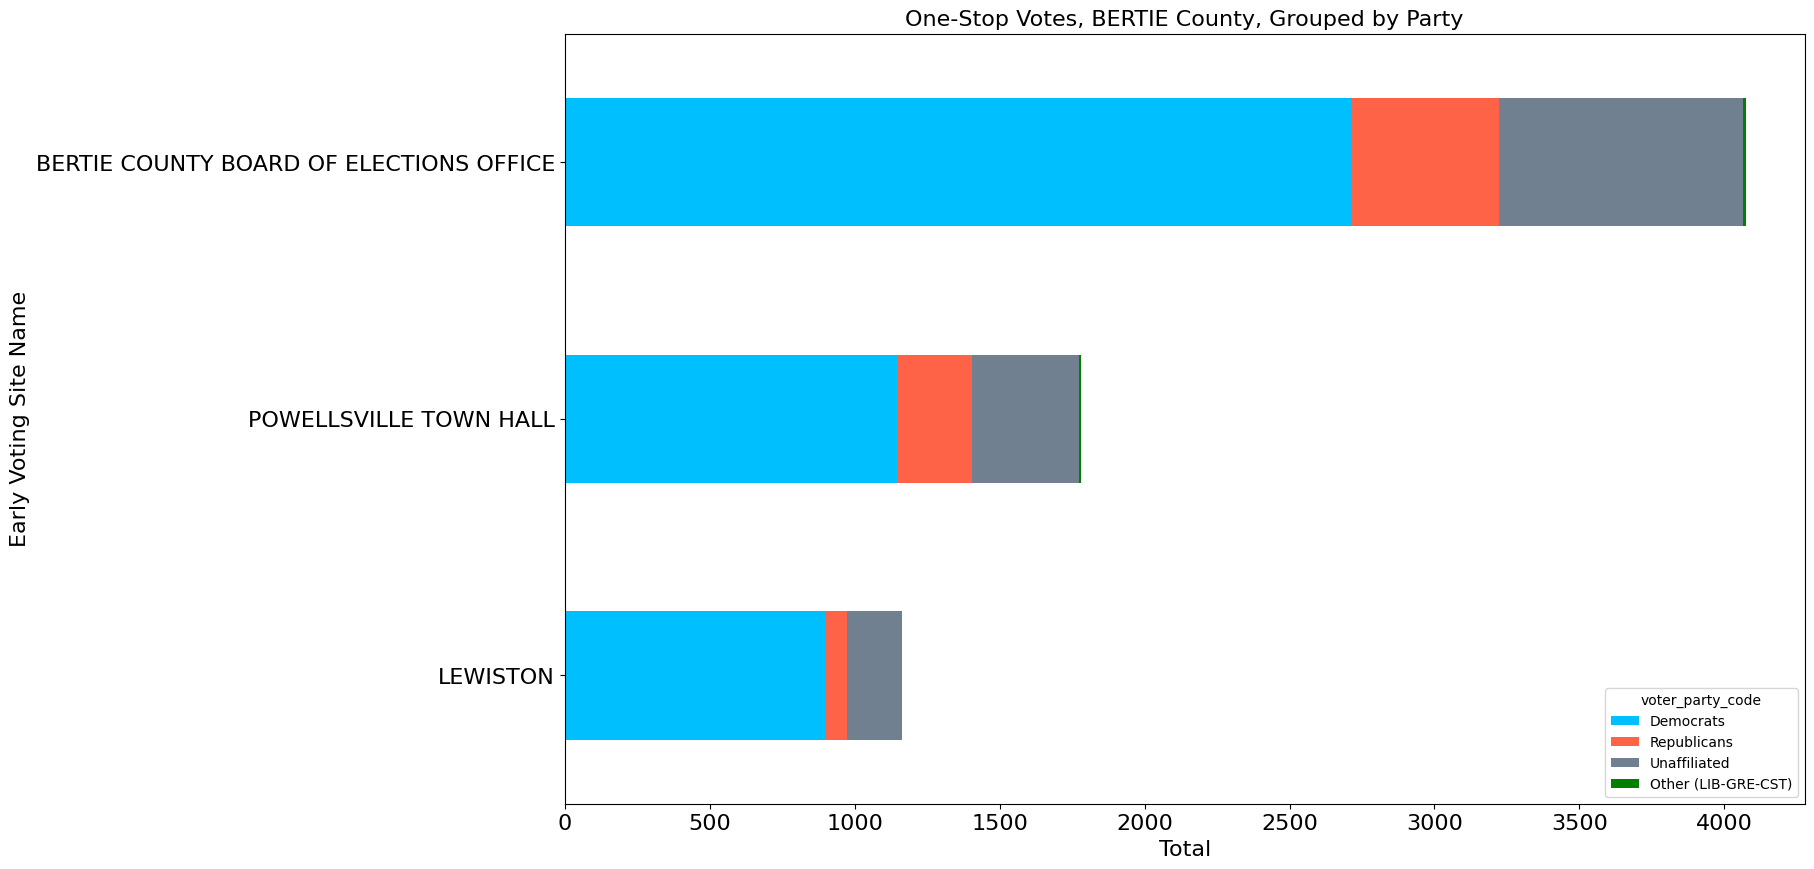 One-Stop Votes, BERTIE County, Grouped by Party
Early Voting Site Name
BERTIE COUNTY BOARD OF ELECTIONS OFFICE
POWELLSVILLE TOWN HALL
LEWISTON
voter_party_code
Democrats
Republicans
Unaffiliated
Other (LIB-GRE-CST)
0 500 1000 1500 2000 2500 3000 3500 4000
Total